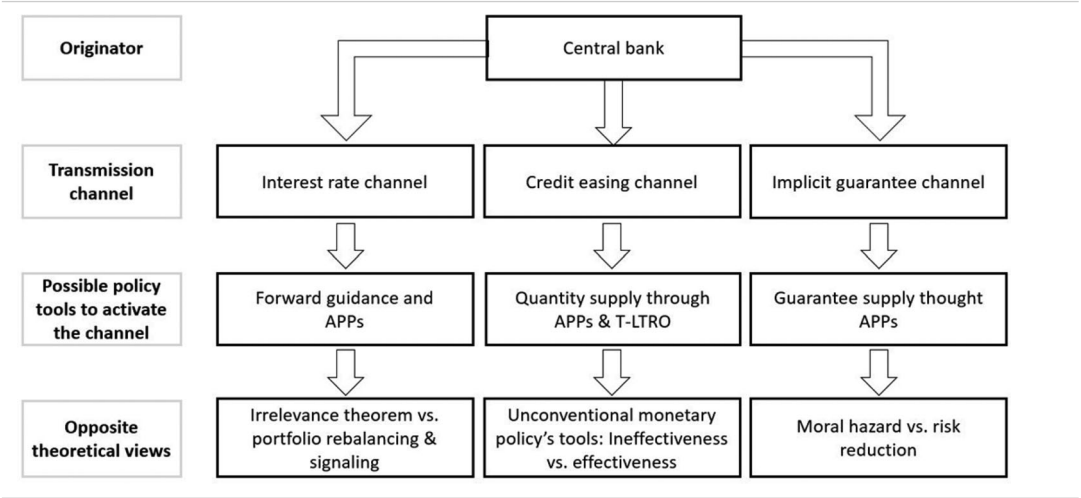 Originator
Central bank
Transmission
channel
Interest rate channel
Credit easing channel
Implicit guarantee channel
Possible policy
tools to activate
the channel
Forward guidance and
APPs
Quantity supply through
APPs & T-LTRO
Guarantee supply thought
APPs
Opposite
theoretical views
Irrelevance theorem vs.
portfolio rebalancing &
signaling
Unconventional monetary
policy's tools: Ineffectiveness
vs. effectiveness
Moral hazard vs. risk
reduction